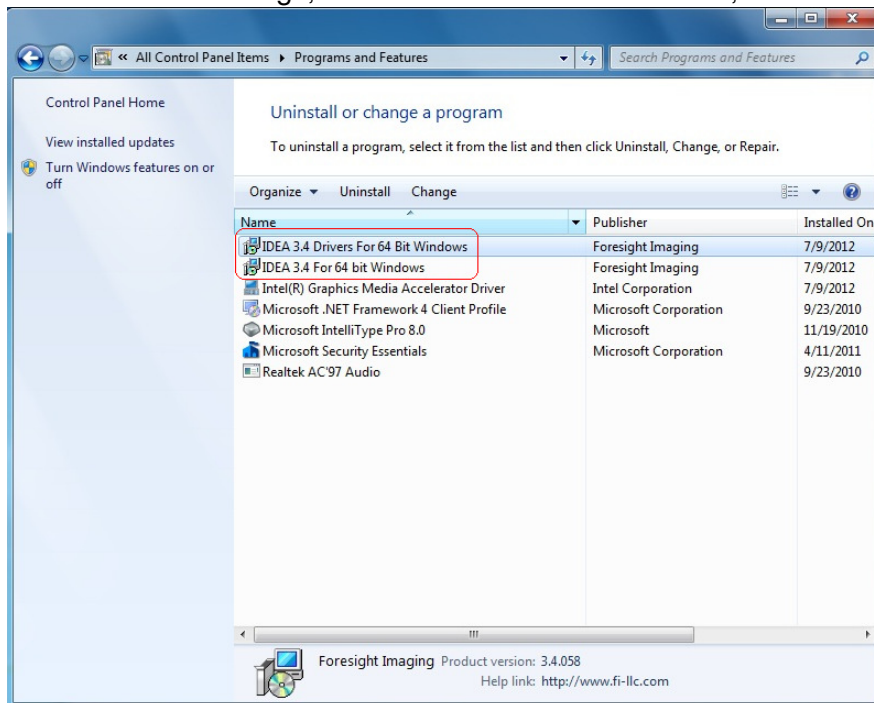 « All Control Panel Items ▸ Programs and Features
Search Programs and Features
Control Panel Home
View installed updates
Turn Windows features on or
off
Uninstall or change a program
To uninstall a program, select it from the list and then click Uninstall, Change, or Repair.
Organize Uninstall Change
Name Publisher Installed On
IDEA 3.4 Drivers For 64 Bit Windows Foresight Imaging 7/9/2012
IDEA 3.4 For 64 bit Windows Foresight Imaging 7/9/2012
Intel(R) Graphics Media Accelerator Driver Intel Corporation 7/9/2012
Microsoft .NET Framework 4 Client Profile Microsoft Corporation 9/23/2010
Microsoft IntelliType Pro 8.0 Microsoft 11/19/2010
Microsoft Security Essentials Microsoft Corporation 4/11/2011
Realtek AC'97 Audio 9/23/2010
Foresight Imaging Product version: 3.4.058
Help link: http://www.fi-llc.com